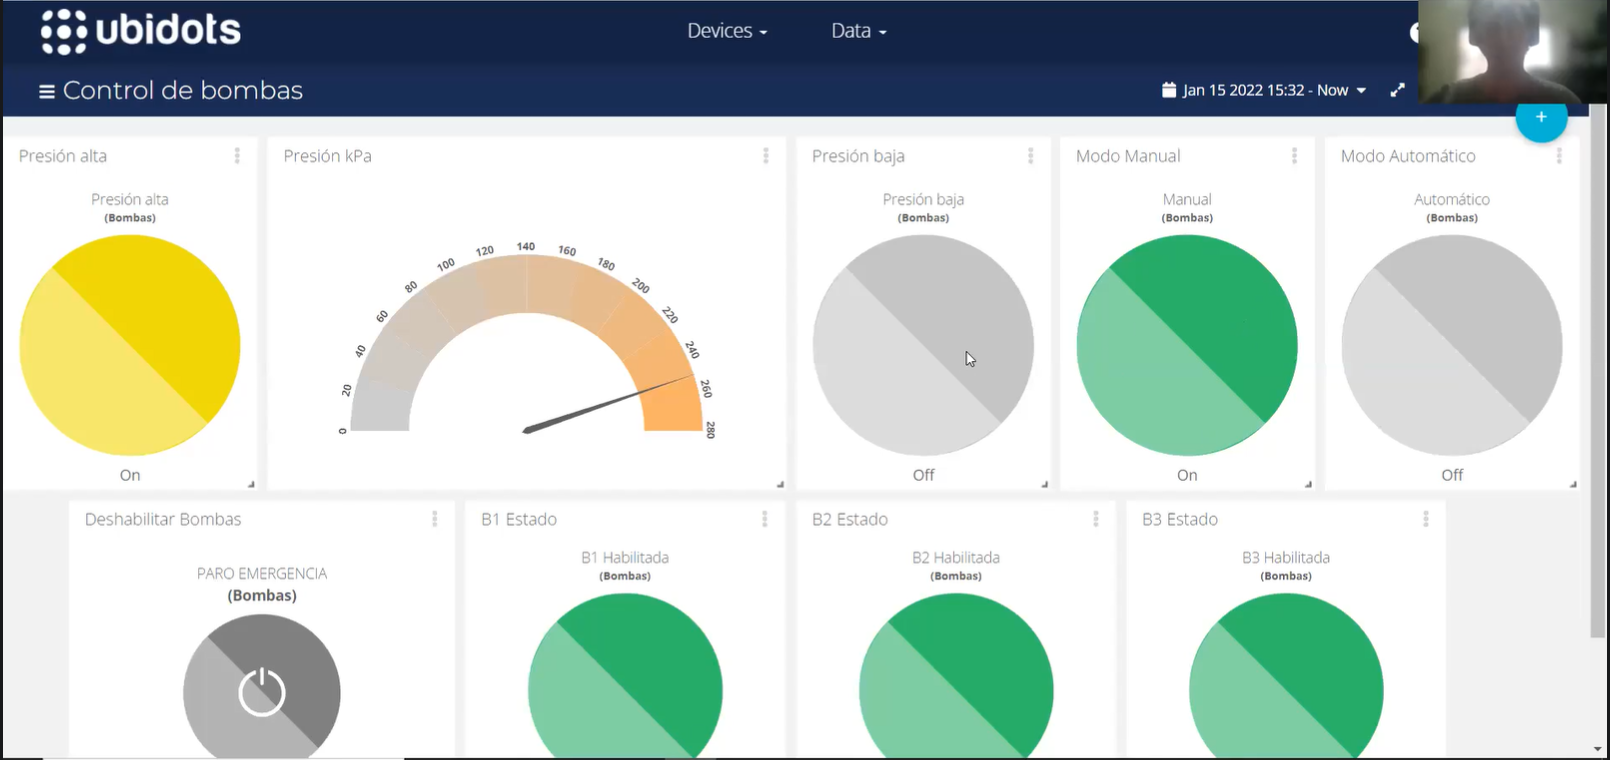 ubidots
Devices
Data
Control de bombas
Jan 15 2022 15:32 - Now
+
Presión alta
Presión alta
(Bombas)
On
Presión kPa
0
20
40
60
80
100
120
140
160
180
200
220
240
260
280
Presión baja
Presión baja
(Bombas)
Off
Modo Manual
Manual
(Bombas)
On
Modo Automático
Automático
(Bombas)
Off
Deshabilitar Bombas
PARO EMERGENCIA
(Bombas)
B1 Estado
B1 Habilitada
(Bombas)
B2 Estado
B2 Habilitada
(Bombas)
B3 Estado
B3 Habilitada
(Bombas)